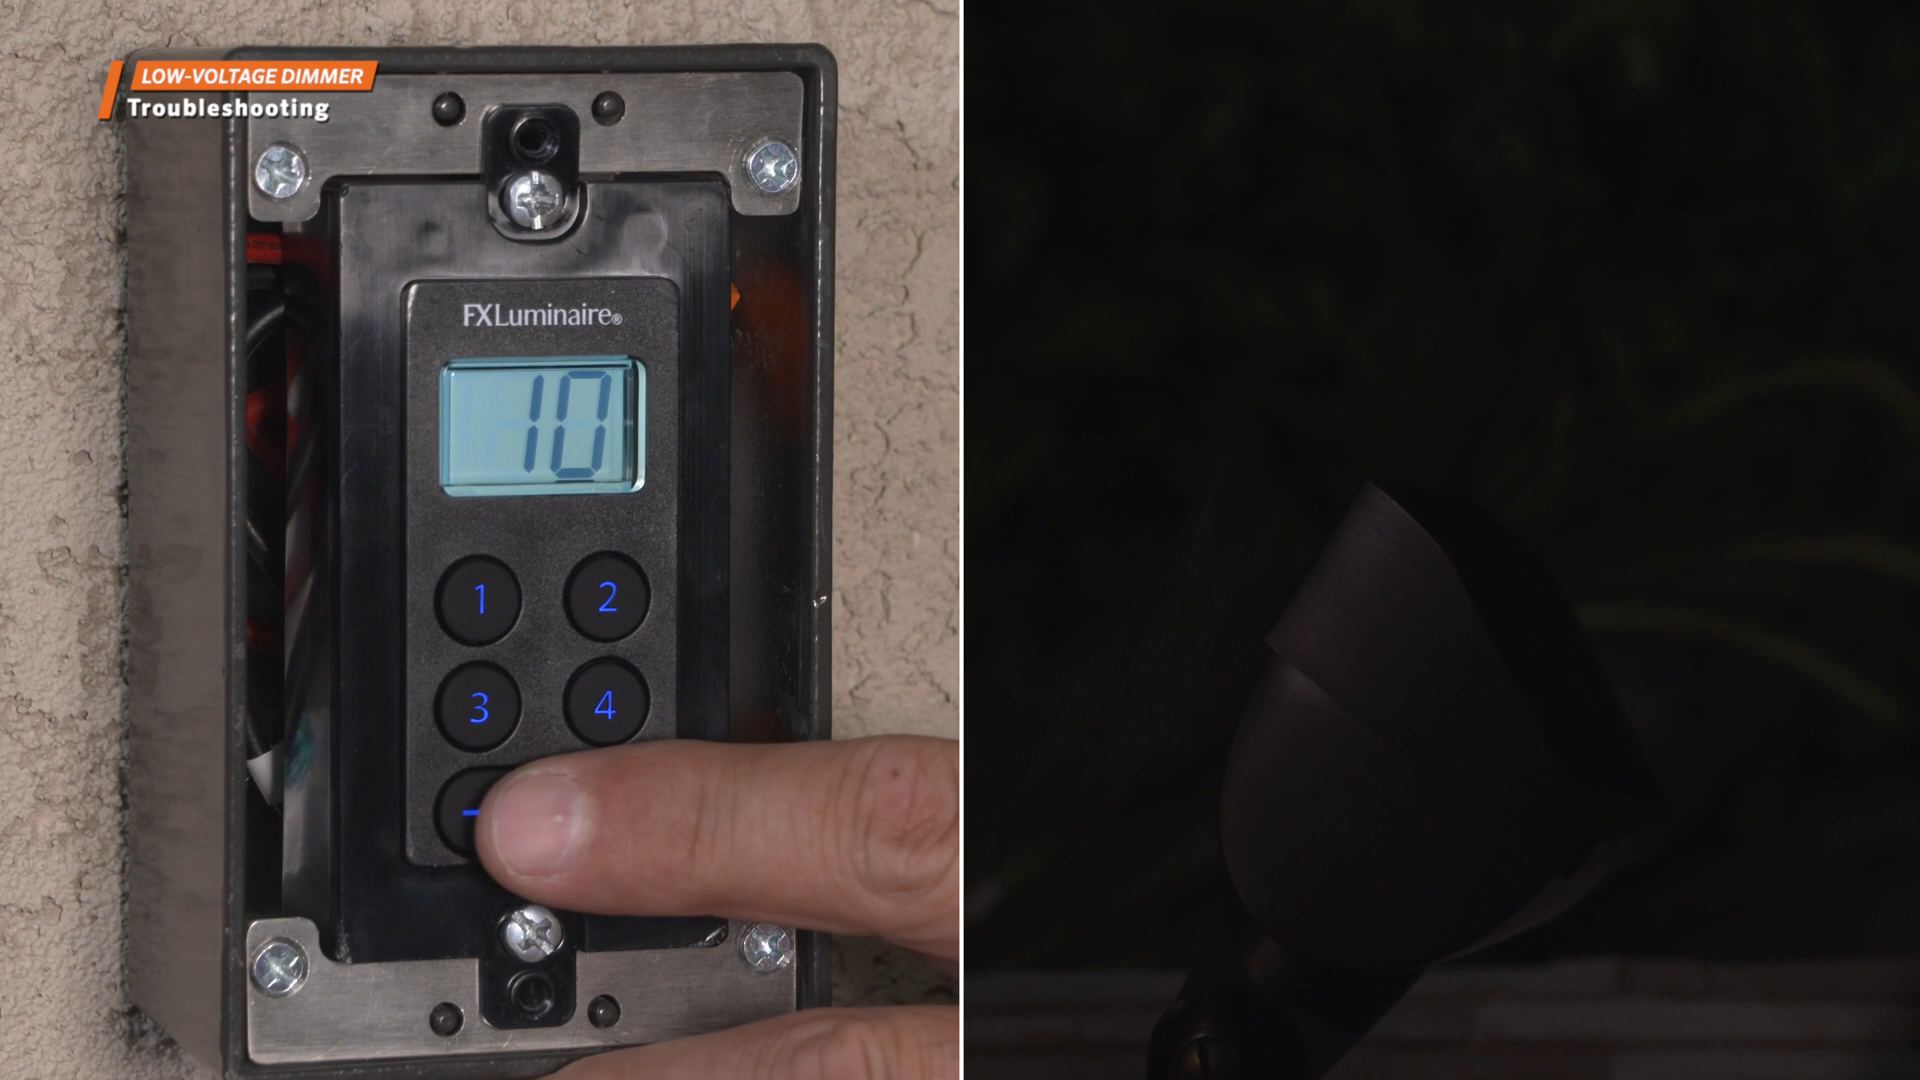 LOW-VOLTAGE DIMMER
Troubleshooting
FXLuminaire®
10
1 2
3 4
-